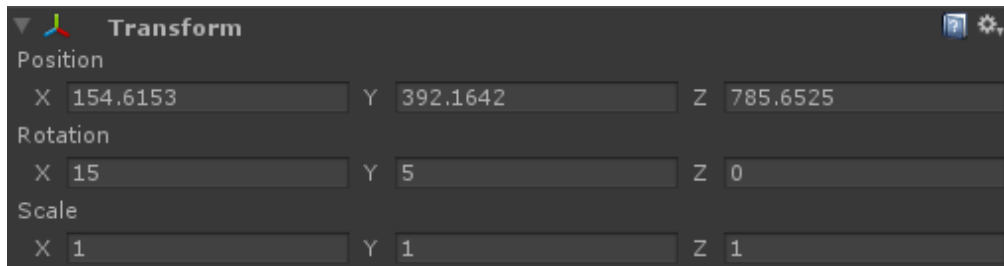 Transform
Position
X 154.6153 Y 392.1642 Z 785.6525
Rotation
X 15 Y 5 Z 0
Scale
X 1 Y 1 Z 1